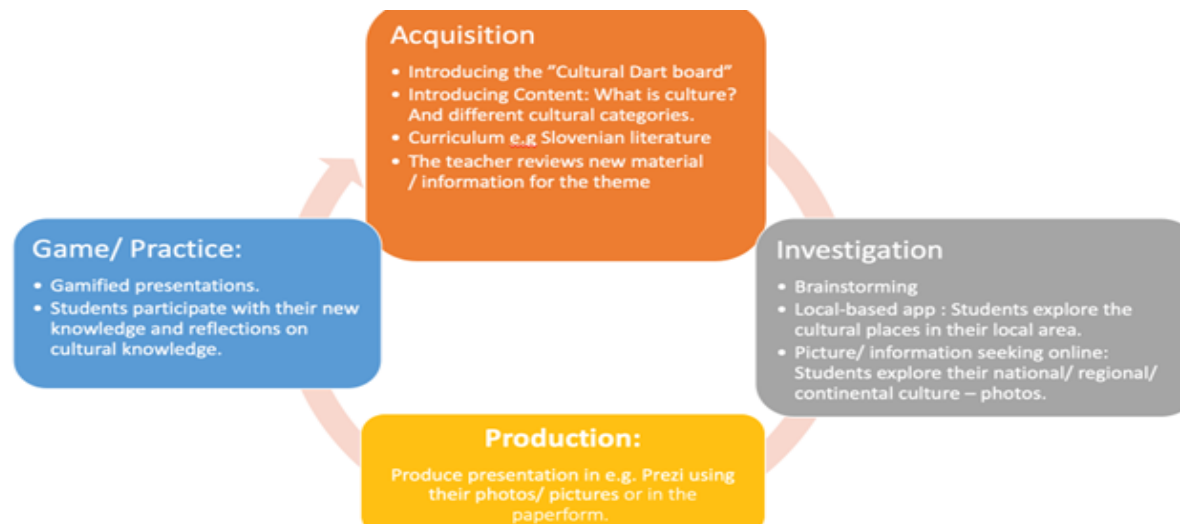 Acquisition
• Introducing the “Cultural Dart board”
• Introducing Content: What is culture?
And different cultural categories.
• Curriculum e.g Slovenian literature
• The teacher reviews new material
/ information for the theme
Investigation
• Brainstorming
• Local-based app : Students explore the
cultural places in their local area.
• Picture/ information seeking online:
Students explore their national/ regional/
continental culture – photos.
Production:
Produce presentation in e.g. Prezi using
their photos/ pictures or in the
paperform.
Game/ Practice:
• Gamified presentations.
• Students participate with their new
knowledge and reflections on
cultural knowledge.